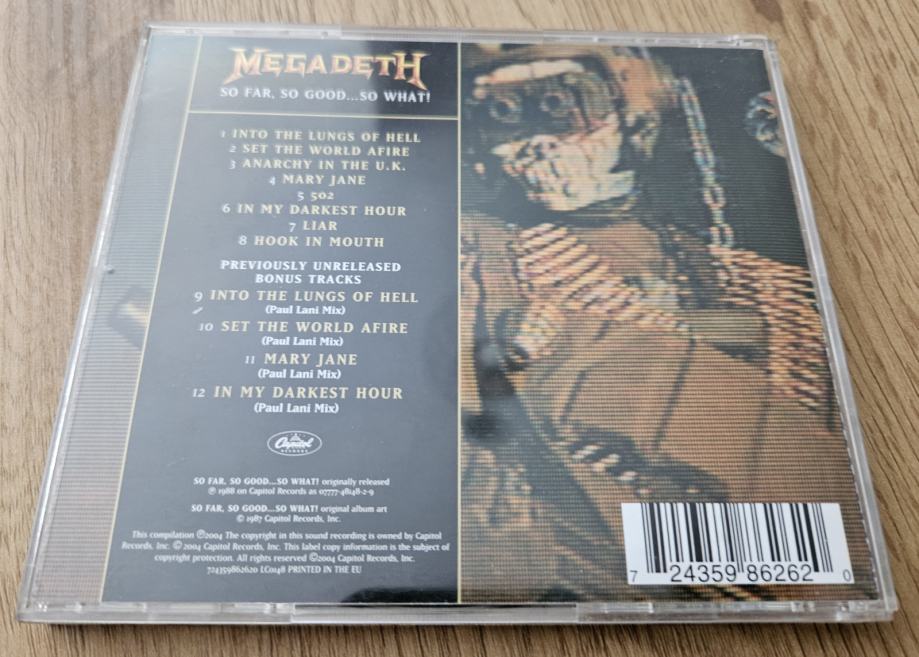 MEGADETH
SO FAR, SO GOOD...SO WHAT!
1 INTO THE LUNGS OF HELL
2 SET THE WORLD AFIRE
3 ANARCHY IN THE U.K.
4 MARY JANE
5 502
6 IN MY DARKEST HOUR
7 LIAR
8 HOOK IN MOUTH
PREVIOUSLY UNRELEASED
BONUS TRACKS
9 INTO THE LUNGS OF HELL
(Paul Lani Mix)
10 SET THE WORLD AFIRE
(Paul Lani Mix)
11 MARY JANE
(Paul Lani Mix)
12 IN MY DARKEST HOUR
(Paul Lani Mix)
Capitol
RECORDS
SO FAR, SO GOOD...SO WHAT! originally released
℗ 1988 on Capitol Records as 07777-48148-2-9
SO FAR, SO GOOD...SO WHAT! original album art
© 1987 Capitol Records, Inc.
This compilation ℗2004 The copyright in this sound recording is owned by Capitol
Records, Inc. © 2004 Capitol Records, Inc. This label copy information is the subject of
copyright protection. All rights reserved ©2004 Capitol Records, Inc.
724359862620 LC0148 PRINTED IN THE EU
7 24359 86262 0